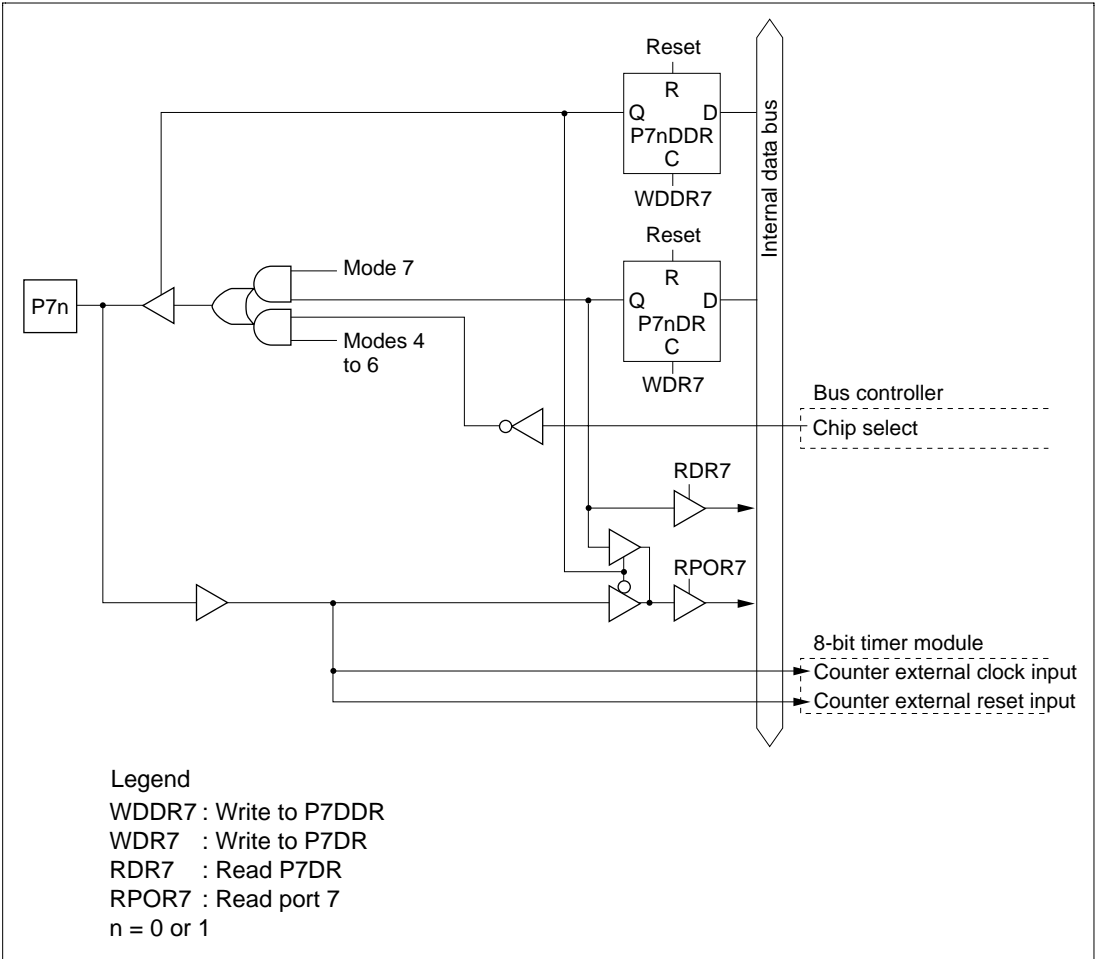 Reset
R
Q D
P7nDDR
C
WDDR7
Internal data bus
Reset
R
Q D
P7nDR
C
WDR7
Mode 7
P7n
Modes 4
to 6
Bus controller
Chip select
RDR7
RPOR7
8-bit timer module
Counter external clock input
Counter external reset input
Legend
WDDR7 : Write to P7DDR
WDR7 : Write to P7DR
RDR7 : Read P7DR
RPOR7 : Read port 7
n = 0 or 1